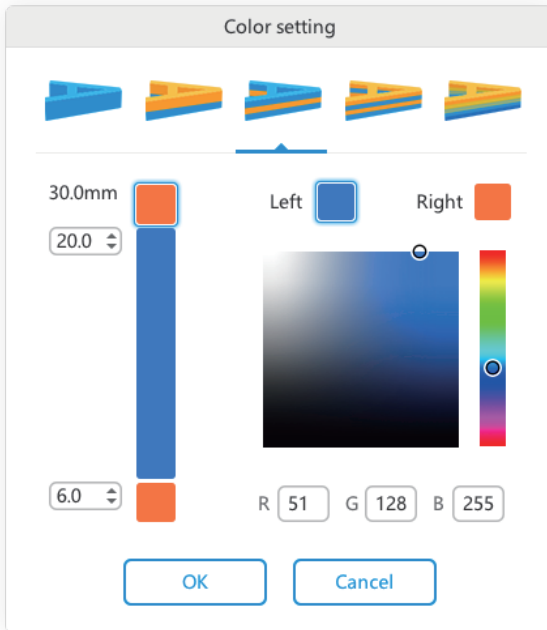 Color setting
30.0mm
Left
Right
20.0
6.0
R 51 G 128 B 255
OK
Cancel